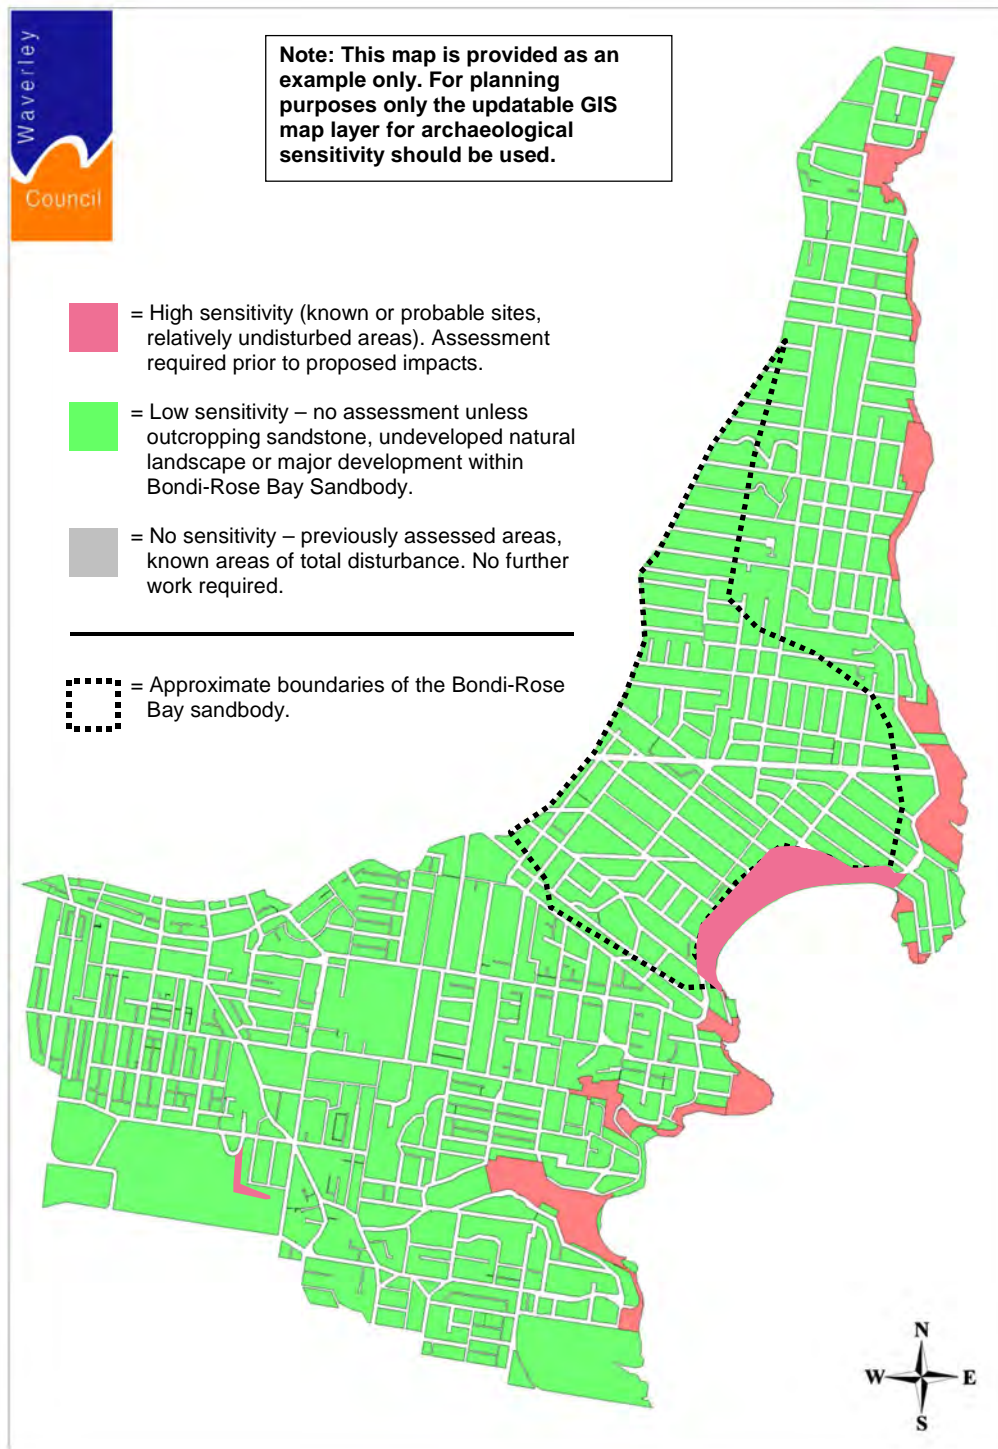 Waverley
Council
Note: This map is provided as an
example only. For planning
purposes only the updatable GIS
map layer for archaeological
sensitivity should be used.
= High sensitivity (known or probable sites,
relatively undisturbed areas). Assessment
required prior to proposed impacts.
= Low sensitivity – no assessment unless
outcropping sandstone, undeveloped natural
landscape or major development within
Bondi-Rose Bay Sandbody.
= No sensitivity – previously assessed areas,
known areas of total disturbance. No further
work required.
= Approximate boundaries of the Bondi-Rose
Bay sandbody.
N
W E
S